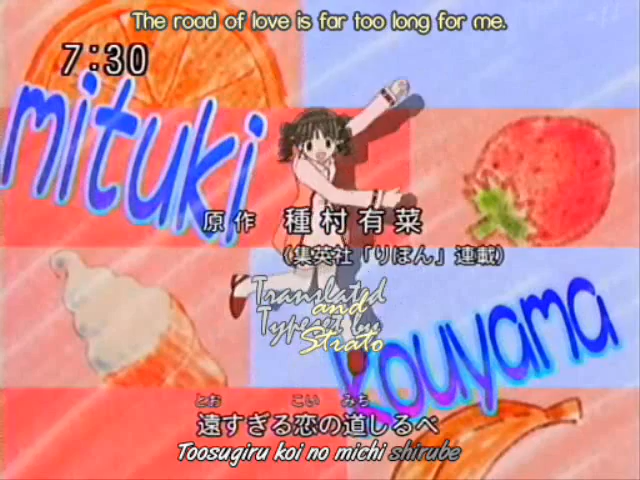 The road of love is far too long for me.
7:30
mituki
原作 種村有菜
(集英社「りぼん」連載)
Translated
and
Typeset by
Strato
kouyama
とお こい みち
遠すぎる恋の道しるべ
Toosugiru koi no michi shirube